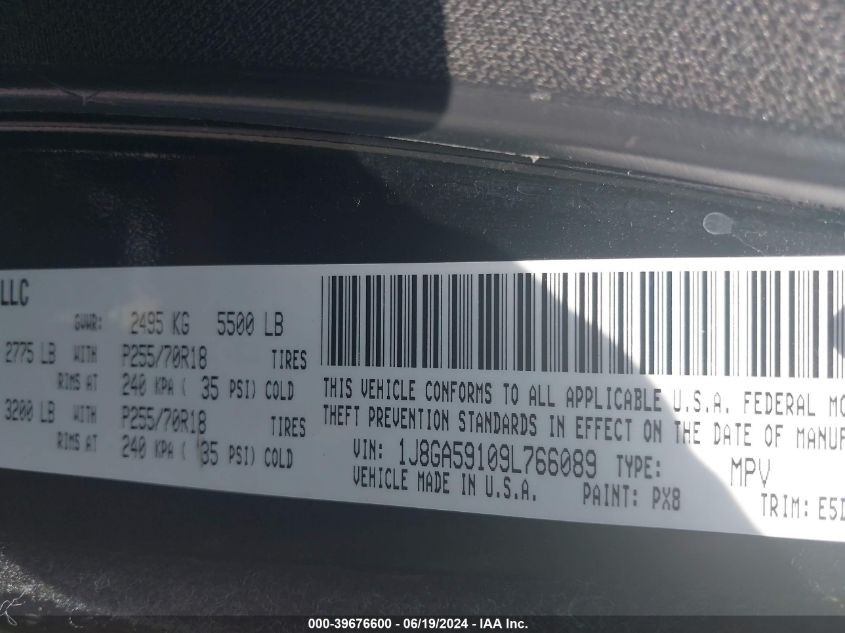 LLC
GVWR: 2495 KG 5500 LB
2775 LB WITH P255/70R18 TIRES
RIMS AT 240 KPA ( 35 PSI) COLD
3200 LB WITH P255/70R18 TIRES
RIMS AT 240 KPA ( 35 PSI) COLD
THIS VEHICLE CONFORMS TO ALL APPLICABLE U.S.A. FEDERAL MO
THEFT PREVENTION STANDARDS IN EFFECT ON THE DATE OF MANUF
VIN: 1J8GA59109L766089 TYPE: MPV
VEHICLE MADE IN U.S.A. PAINT: PX8 TRIM: E5D
000-39676600 - 06/19/2024 - IAA Inc.